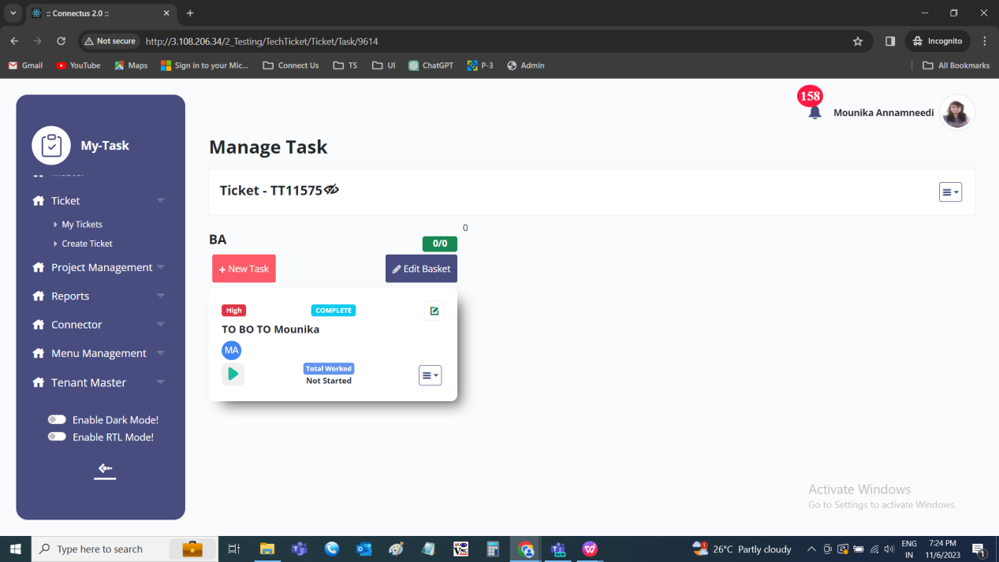 :: Connectus 2.0 ::
Not secure
http://3.108.206.34/2_Testing/TechTicket/Ticket/Task/9614
Incognito
Gmail
YouTube
Maps
Sign in to your Mic...
Connect Us
TS
UI
ChatGPT
P-3
Admin
All Bookmarks
158
Mounika Annamneedi
My-Task
Ticket
My Tickets
Create Ticket
Project Management
Reports
Connector
Menu Management
Tenant Master
Enable Dark Mode!
Enable RTL Mode!
Manage Task
Ticket - TT11575
0
BA
0/0
+ New Task
Edit Basket
High
COMPLETE
TO BO TO Mounika
MA
Total Worked
Not Started
Activate Windows
Go to Settings to activate Windows.
Type here to search
26°C Partly cloudy
ENG
IN
7:24 PM
11/6/2023
1